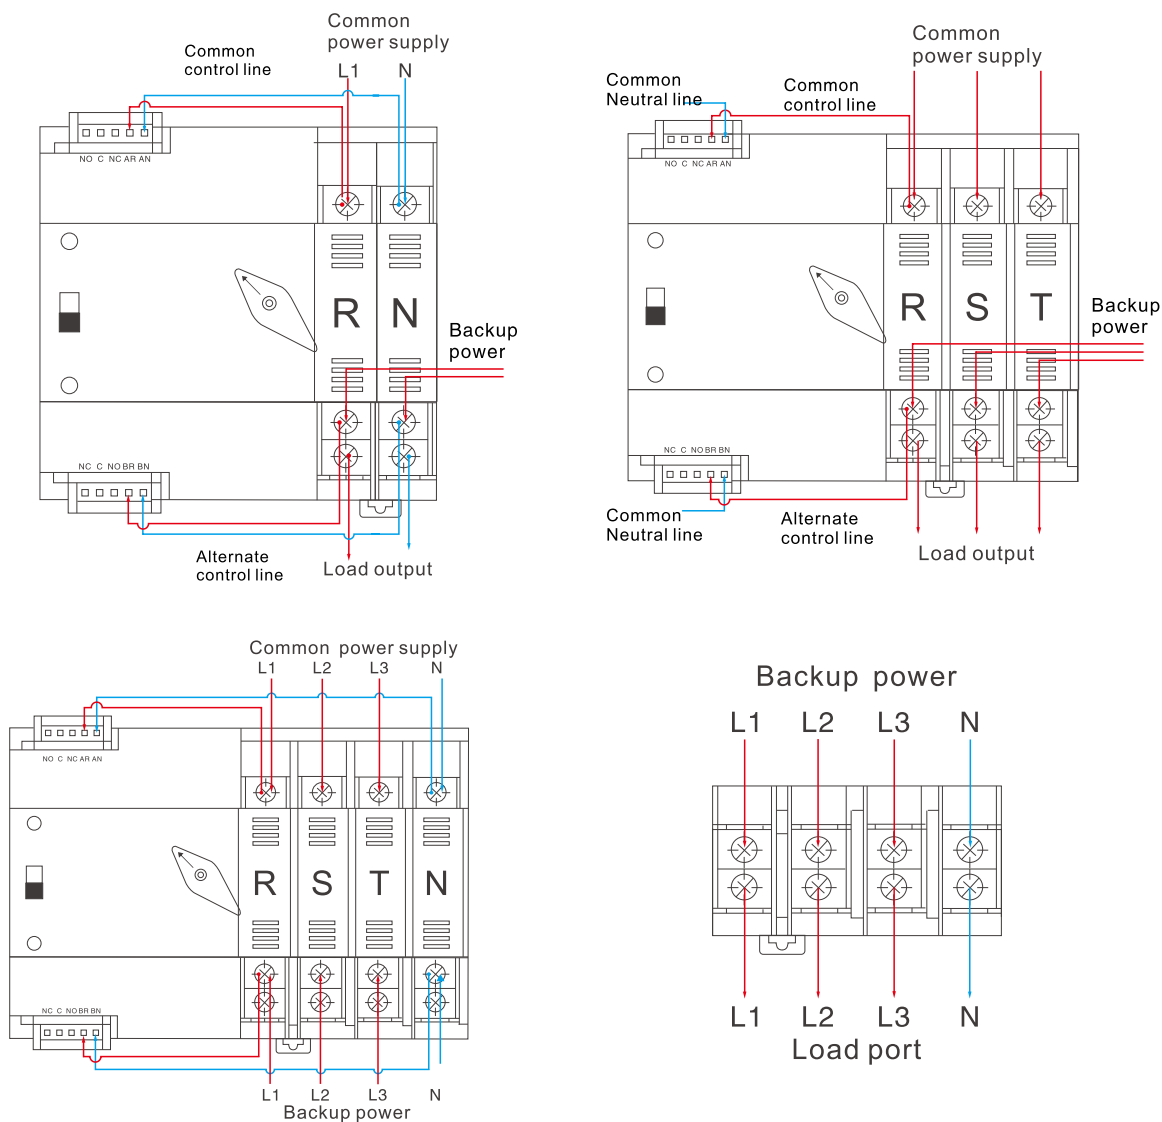 Common
power supply
L1 N
Common
control line
NO C NC AR AN
R N
Backup
power
NC C NO BR BN
Alternate
control line
Load output
Common
power supply
Common
Neutral line
Common
control line
NO C NC AR AN
R S T
Backup
power
NC C NO BR BN
Common
Neutral line
Alternate
control line
Load output
Common power supply
L1 L2 L3 N
NO C NC AR AN
R S T N
NC C NO BR BN
L1 L2 L3 N
Backup power
Backup power
L1 L2 L3 N
L1 L2 L3 N
Load port